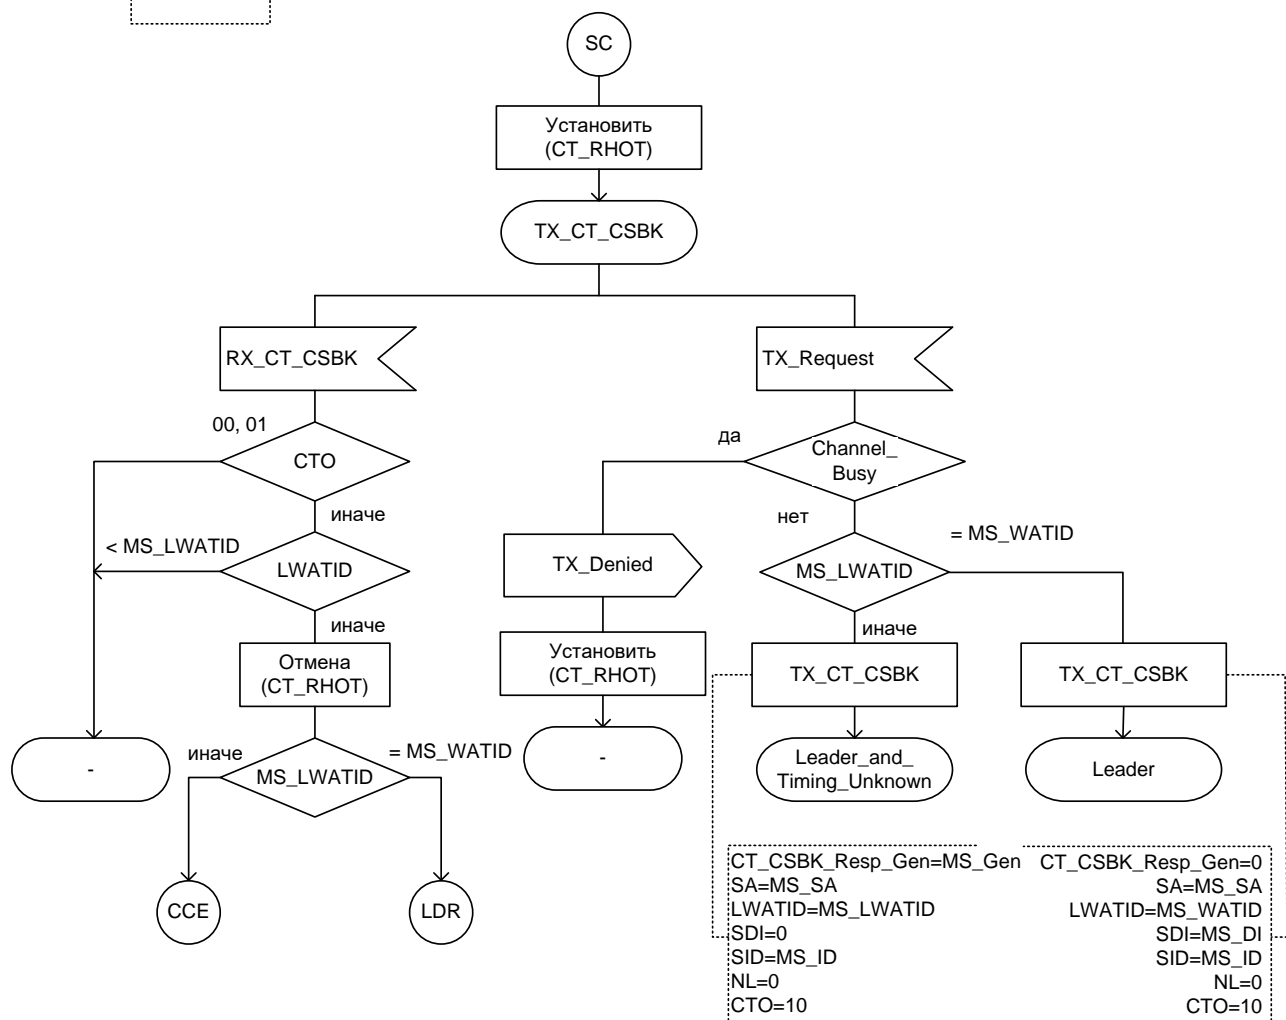 SC
Установить
(CT_RHOT)
TX_CT_CSBK
RX_CT_CSBK
TX_Request
00, 01
CTO
да
Channel_
Busy
иначе
нет
< MS_LWATID
LWATID
TX_Denied
MS_LWATID
= MS_WATID
иначе
иначе
Отмена
(CT_RHOT)
Установить
(CT_RHOT)
TX_CT_CSBK
TX_CT_CSBK
-
иначе
MS_LWATID
= MS_WATID
-
Leader_and_
Timing_Unknown
Leader
CCE
LDR
CT_CSBK_Resp_Gen=MS_Gen
SA=MS_SA
LWATID=MS_LWATID
SDI=0
SID=MS_ID
NL=0
CTO=10
CT_CSBK_Resp_Gen=0
SA=MS_SA
LWATID=MS_WATID
SDI=MS_DI
SID=MS_ID
NL=0
CTO=10